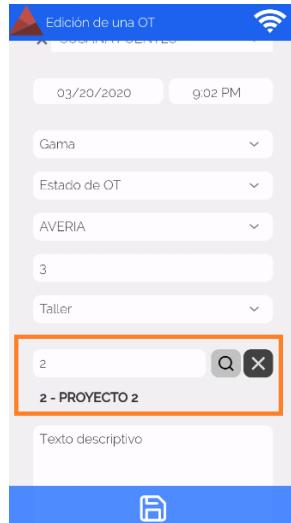 Edición de una OT
03/20/2020 9:02 PM
Gama
Estado de OT
AVERIA
3
Taller
2
2 - PROYECTO 2
Texto descriptivo